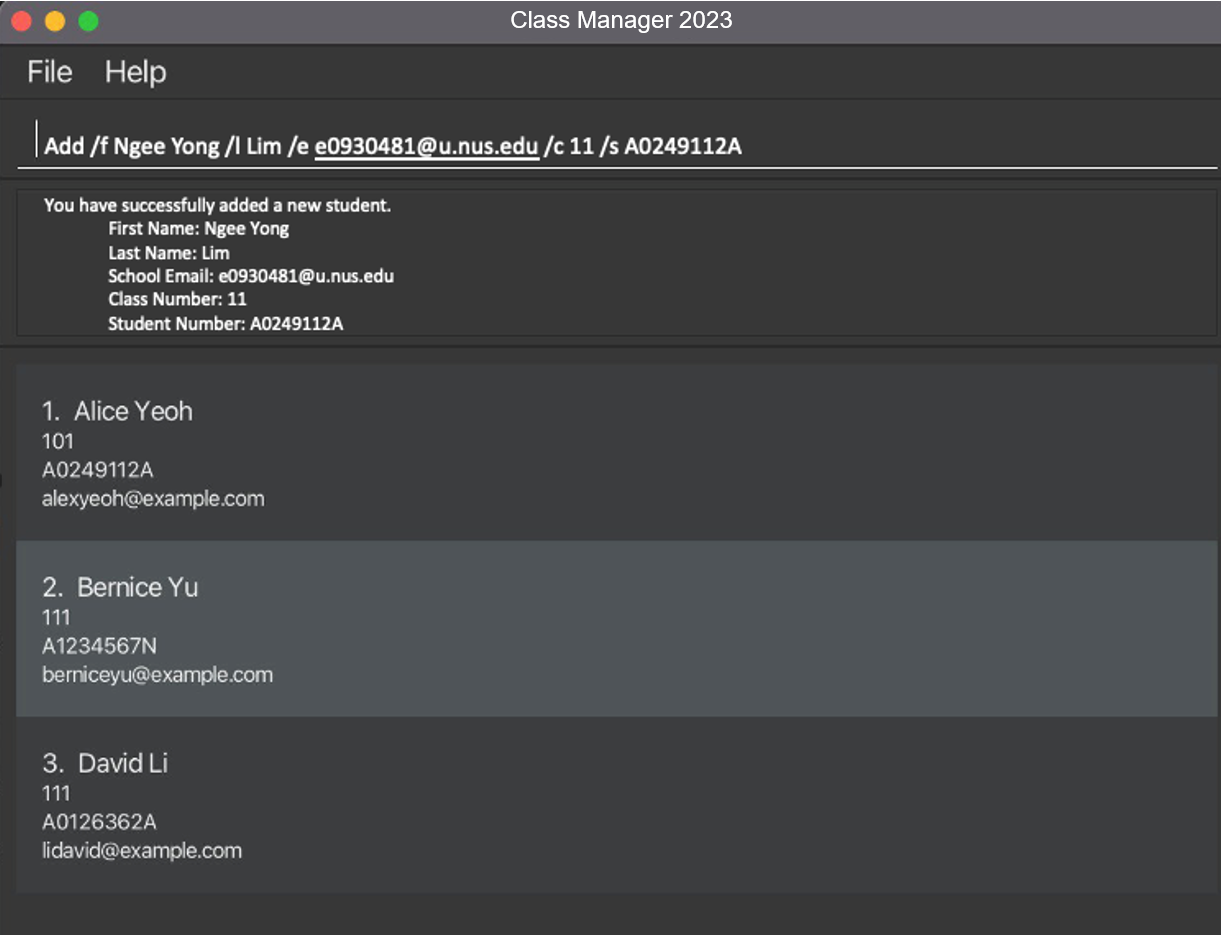 Class Manager 2023
File Help
Add /f Ngee Yong /l Lim /e e0930481@u.nus.edu /c 11 /s A0249112A
You have successfully added a new student.
First Name: Ngee Yong
Last Name: Lim
School Email: e0930481@u.nus.edu
Class Number: 11
Student Number: A0249112A
1. Alice Yeoh
101
A0249112A
alexyeoh@example.com
2. Bernice Yu
111
A1234567N
berniceyu@example.com
3. David Li
111
A0126362A
lidavid@example.com